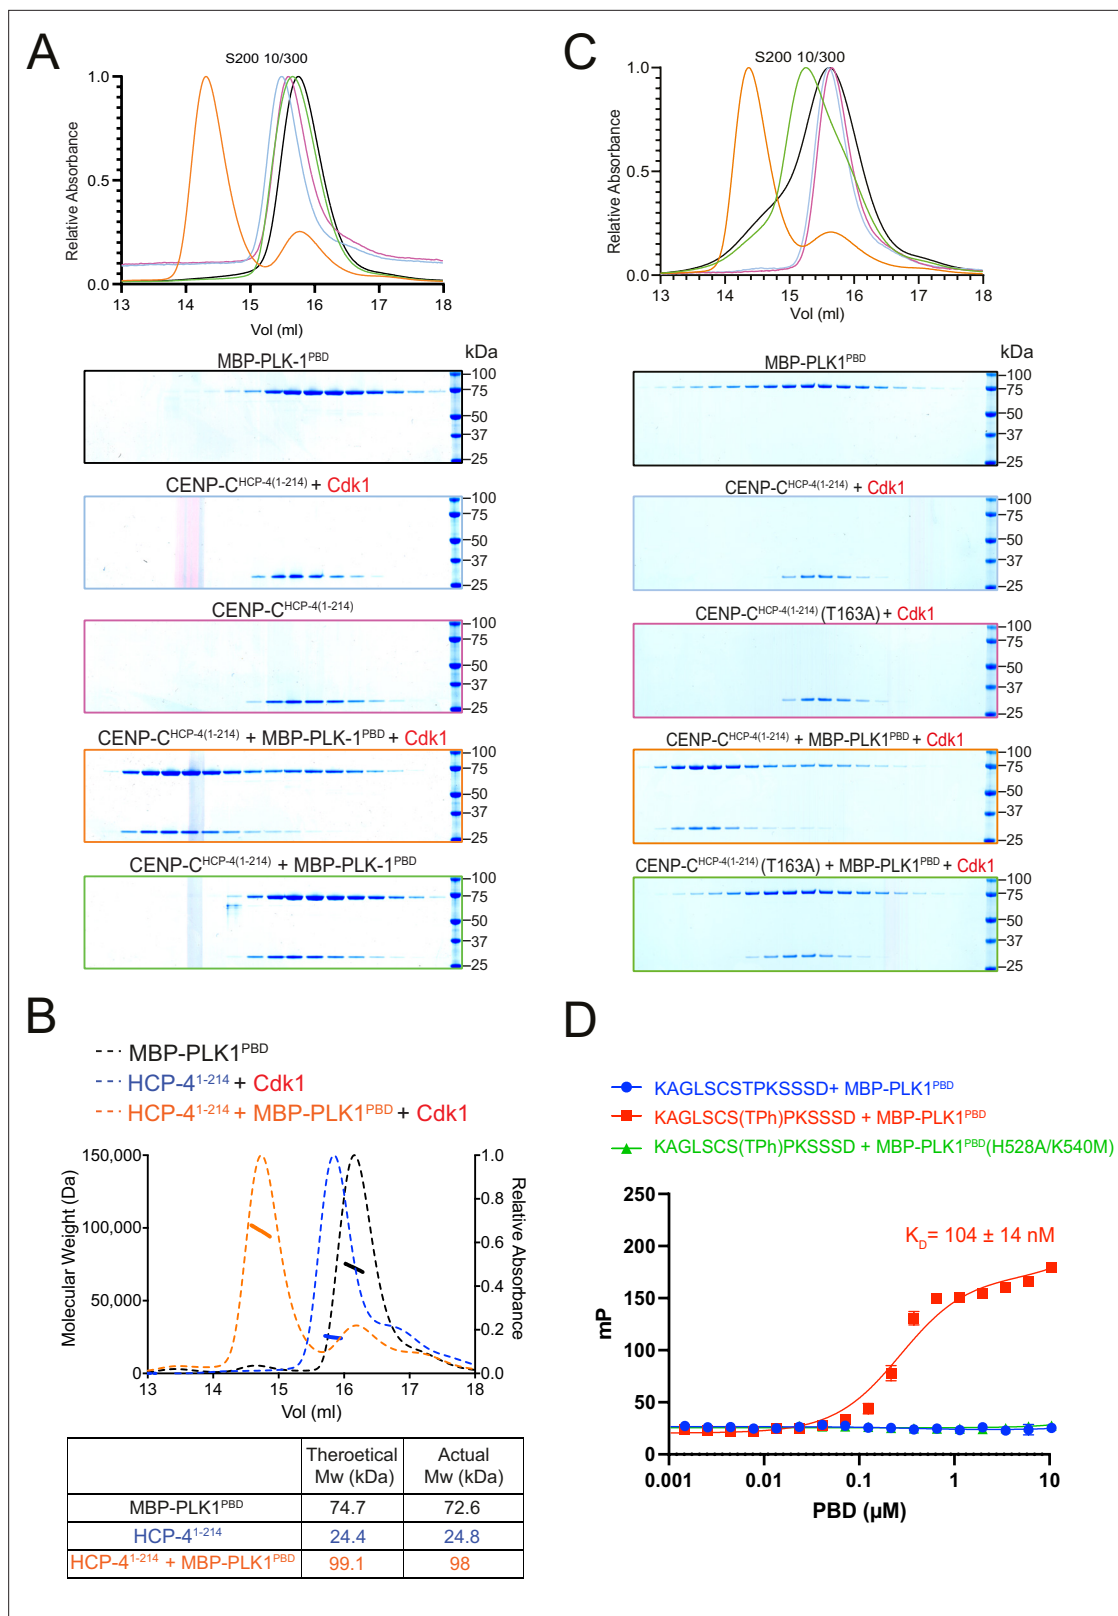 A
S200 10/300
Relative Absorbance
1.0
0.5
0.0
13 14 15 16 17 18
Vol (ml)
MBP-PLK-1PBD
kDa
100
75
50
37
25
CENP-CHCP-4(1-214) + Cdk1
100
75
50
37
25
CENP-CHCP-4(1-214)
100
75
50
37
25
CENP-CHCP-4(1-214) + MBP-PLK-1PBD + Cdk1
100
75
50
37
25
CENP-CHCP-4(1-214) + MBP-PLK-1PBD
100
75
50
37
25
C
S200 10/300
Relative Absorbance
1.0
0.5
0.0
13 14 15 16 17 18
Vol (ml)
MBP-PLK1PBD
kDa
100
75
50
37
25
CENP-CHCP-4(1-214) + Cdk1
100
75
50
37
25
CENP-CHCP-4(1-214) (T163A) + Cdk1
100
75
50
37
25
CENP-CHCP-4(1-214) + MBP-PLK1PBD + Cdk1
100
75
50
37
25
CENP-CHCP-4(1-214) (T163A) + MBP-PLK1PBD + Cdk1
100
75
50
37
25
B
MBP-PLK1PBD
HCP-41-214 + Cdk1
HCP-41-214 + MBP-PLK1PBD + Cdk1
Molecular Weight (Da)
150,000
100,000
50,000
0
Relative Absorbance
1.0
0.8
0.6
0.4
0.2
0.0
13 14 15 16 17 18
Vol (ml)
Theroetical Actual
Mw (kDa) Mw (kDa)
MBP-PLK1PBD 74.7 72.6
HCP-41-214 24.4 24.8
HCP-41-214 + MBP-PLK1PBD 99.1 98
D
KAGLSCSTPKSSSD+ MBP-PLK1PBD
KAGLSCS(TPh)PKSSSD + MBP-PLK1PBD
KAGLSCS(TPh)PKSSSD + MBP-PLK1PBD(H528A/K540M)
mP
250
200
150
100
50
0
KD= 104 ± 14 nM
0.001 0.01 0.1 1 10
PBD (µM)